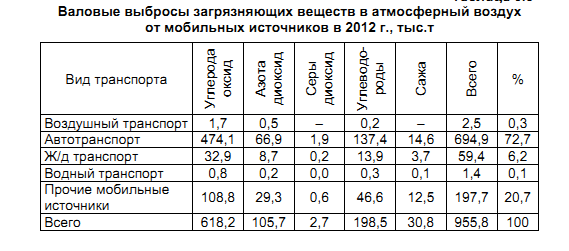 Валовые выбросы загрязняющих веществ в атмосферный воздух
от мобильных источников в 2012 г., тыс.т
Вид транспорта Углерода оксид Азота диоксид Серы диоксид Углеводо-роды Сажа Всего %
Воздушный транспорт 1,7 0,5 – 0,2 – 2,5 0,3
Автотранспорт 474,1 66,9 1,9 137,4 14,6 694,9 72,7
Ж/д транспорт 32,9 8,7 0,2 13,9 3,7 59,4 6,2
Водный транспорт 0,8 0,2 0,0 0,3 0,1 1,4 0,1
Прочие мобильные
источники 108,8 29,3 0,6 46,6 12,5 197,7 20,7
Всего 618,2 105,7 2,7 198,5 30,8 955,8 100